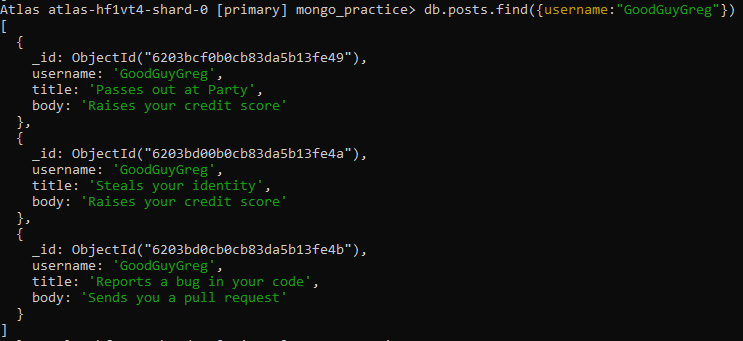 Atlas atlas-hf1vt4-shard-0 [primary] mongo_practice> db.posts.find({username:"GoodGuyGreg"})
[
  {
    _id: ObjectId("6203bcf0b0cb83da5b13fe49"),
    username: 'GoodGuyGreg',
    title: 'Passes out at Party',
    body: 'Raises your credit score'
  },
  {
    _id: ObjectId("6203bd00b0cb83da5b13fe4a"),
    username: 'GoodGuyGreg',
    title: 'Steals your identity',
    body: 'Raises your credit score'
  },
  {
    _id: ObjectId("6203bd0cb0cb83da5b13fe4b"),
    username: 'GoodGuyGreg',
    title: 'Reports a bug in your code',
    body: 'Sends you a pull request'
  }
]